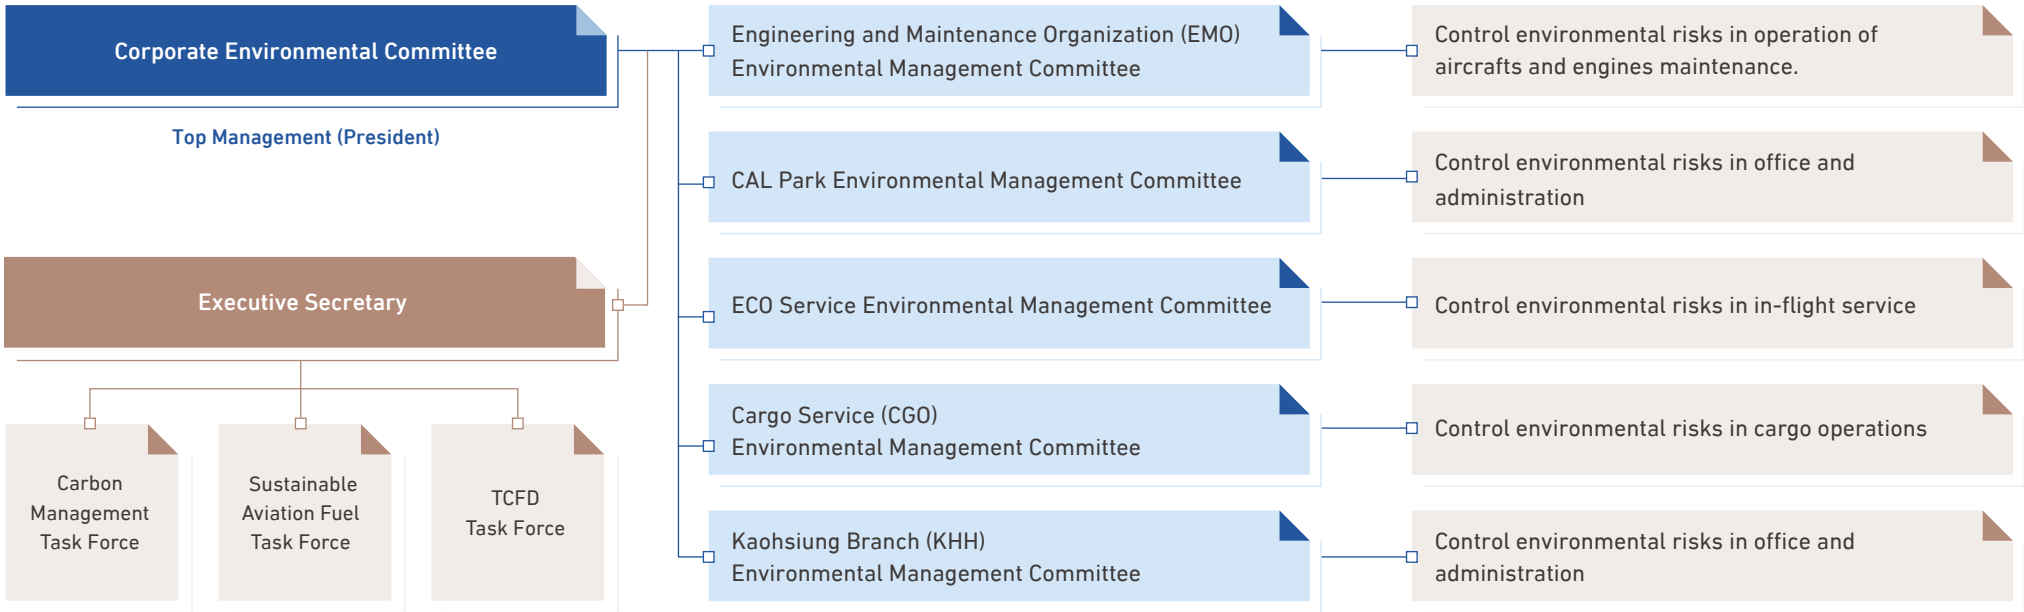 Corporate Environmental Committee
Top Management (President)
Executive Secretary
Carbon
Management
Task Force
Sustainable
Aviation Fuel
Task Force
TCFD
Task Force
Engineering and Maintenance Organization (EMO)
Environmental Management Committee
Control environmental risks in operation of
aircrafts and engines maintenance.
CAL Park Environmental Management Committee
Control environmental risks in office and
administration
ECO Service Environmental Management Committee
Control environmental risks in in-flight service
Cargo Service (CGO)
Environmental Management Committee
Control environmental risks in cargo operations
Kaohsiung Branch (KHH)
Environmental Management Committee
Control environmental risks in office and
administration